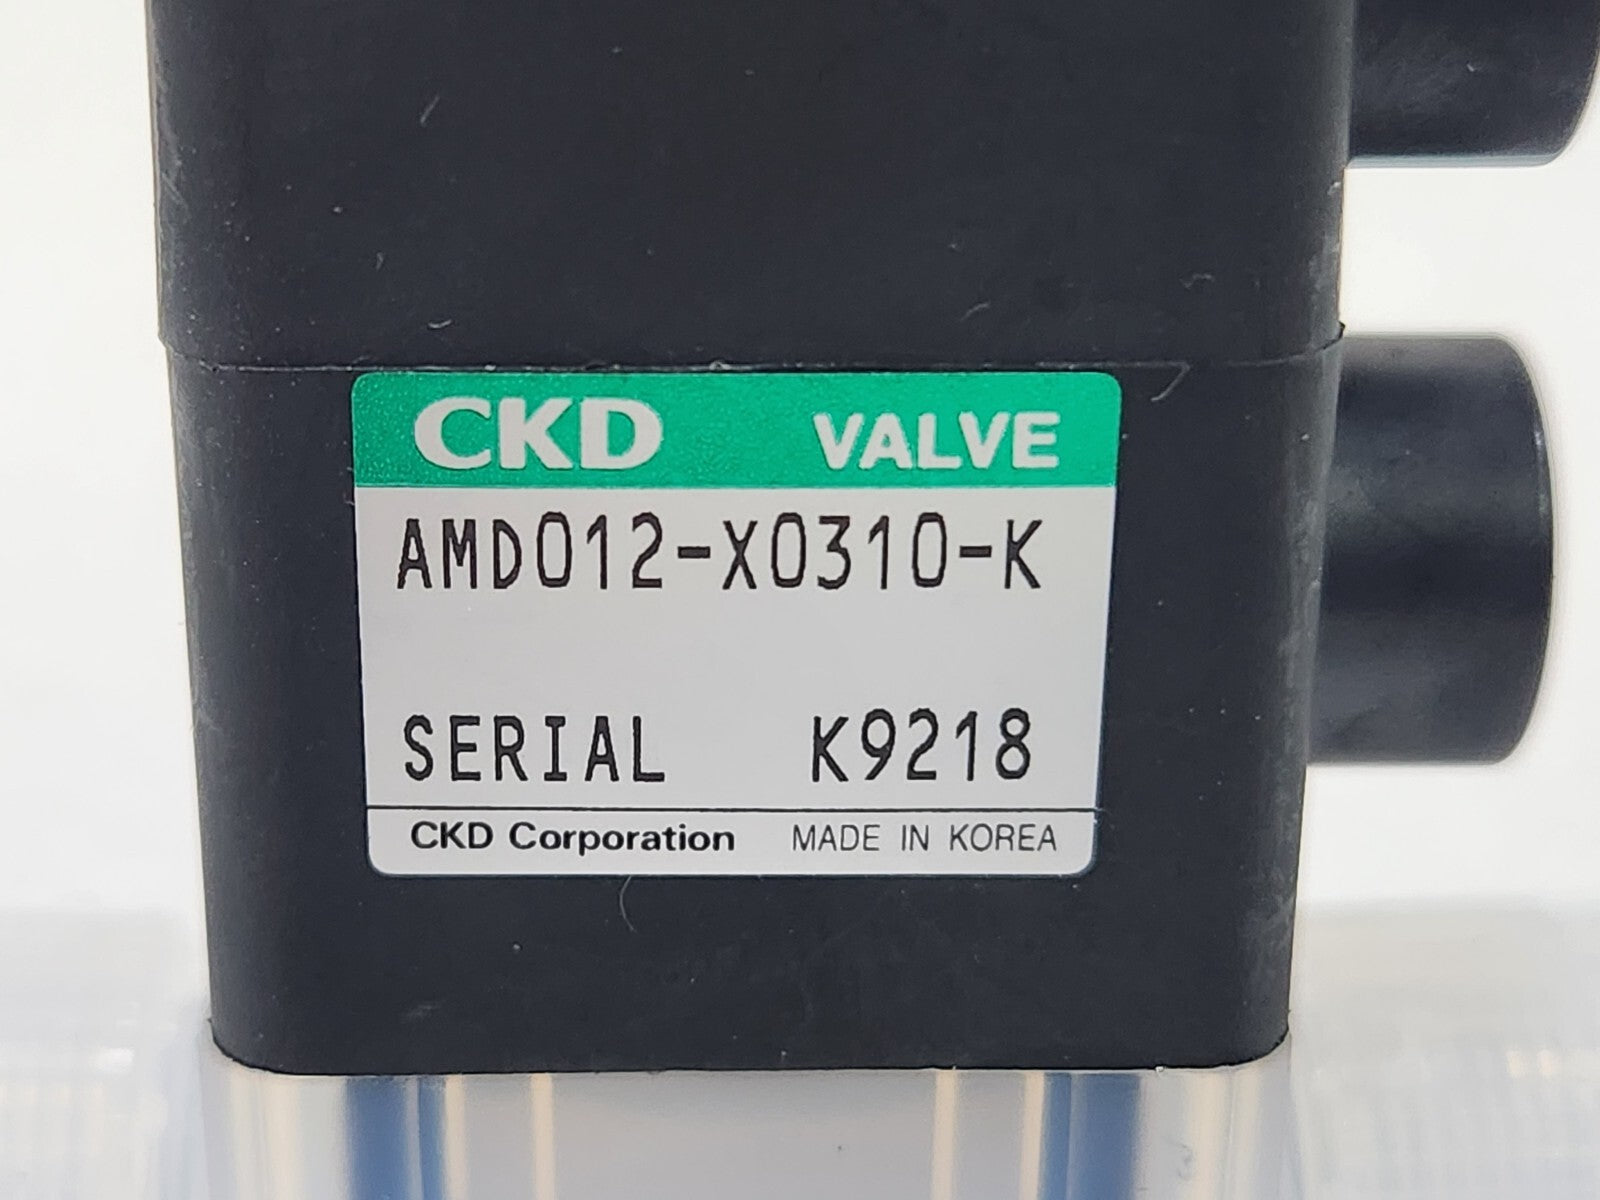 CKD VALVE
AMD012-X0310-K
SERIAL K9218
CKD Corporation MADE IN KOREA